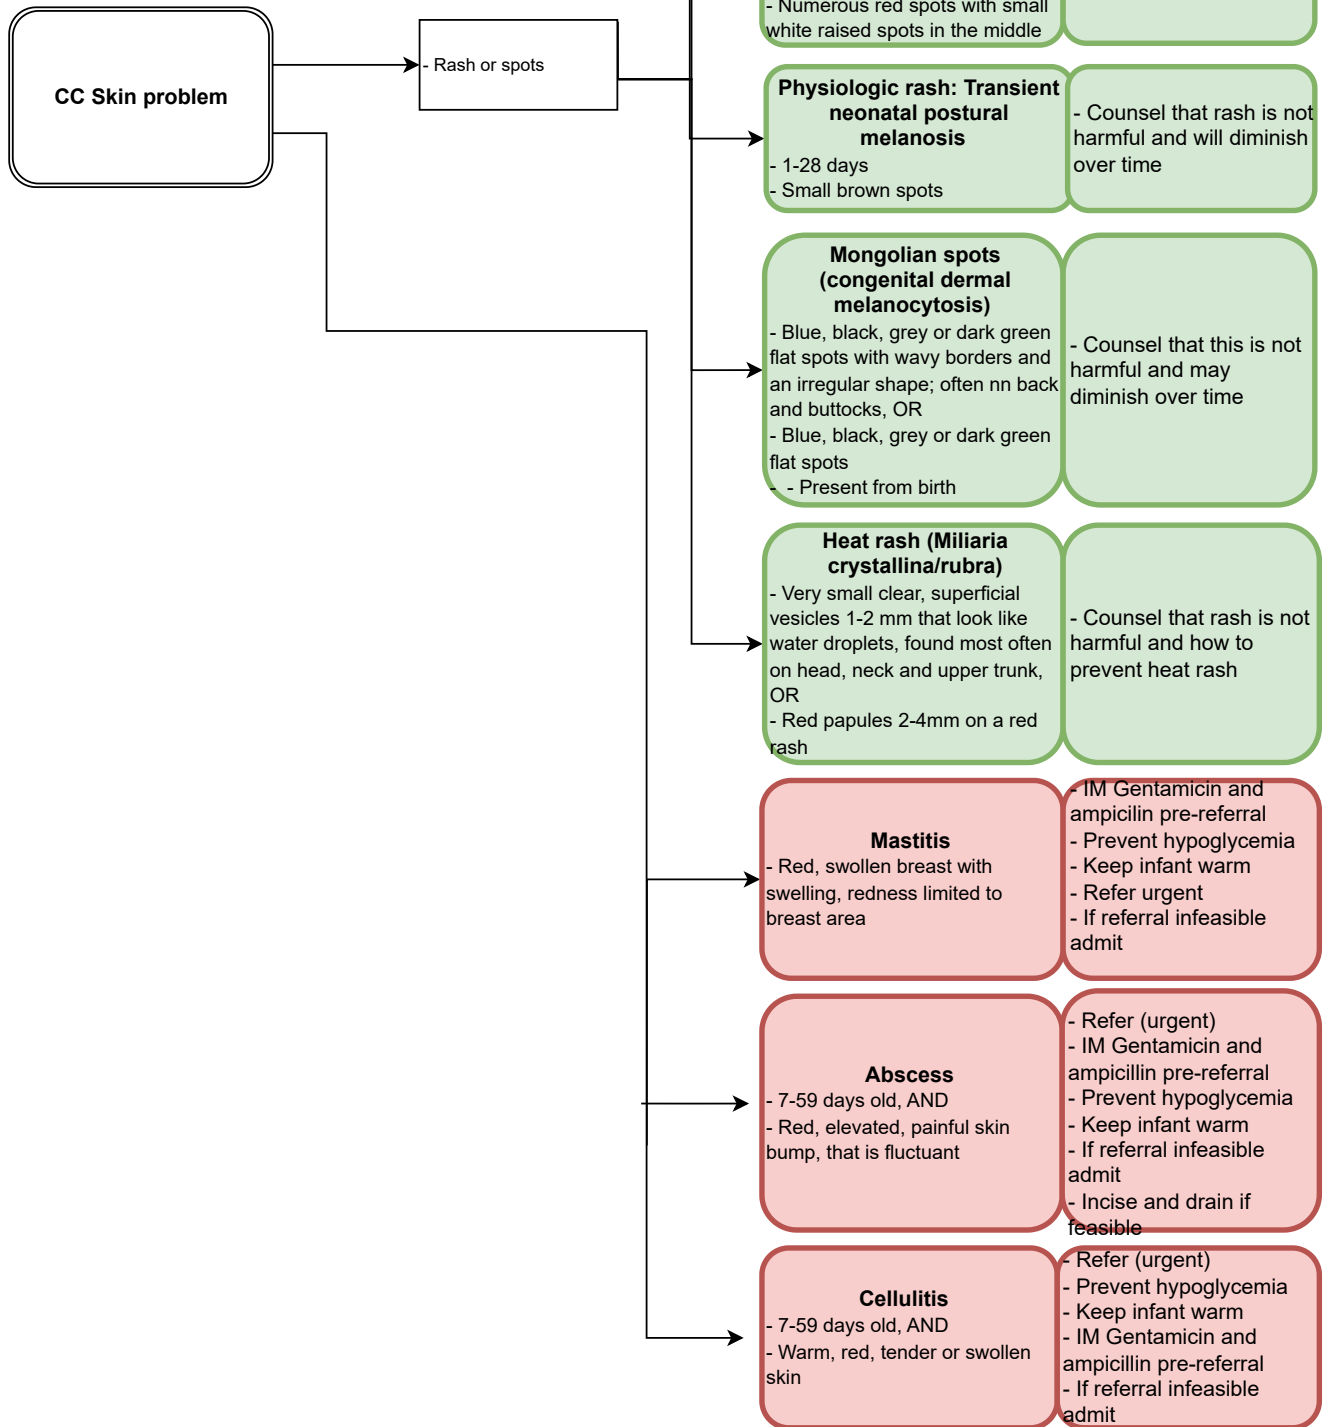 - Numerous red spots with small
white raised spots in the middle
CC Skin problem
- Rash or spots
Physiologic rash: Transient
neonatal postural
melanosis
- 1-28 days
- Small brown spots
- Counsel that rash is not
harmful and will diminish
over time
Mongolian spots
(congenital dermal
melanocytosis)
- Blue, black, grey or dark green
flat spots with wavy borders and
an irregular shape; often nn back
and buttocks, OR
- Blue, black, grey or dark green
flat spots
- - Present from birth
- Counsel that this is not
harmful and may
diminish over time
Heat rash (Miliaria
crystallina/rubra)
- Very small clear, superficial
vesicles 1-2 mm that look like
water droplets, found most often
on head, neck and upper trunk,
OR
- Red papules 2-4mm on a red
rash
- Counsel that rash is not
harmful and how to
prevent heat rash
Mastitis
- Red, swollen breast with
swelling, redness limited to
breast area
- IM Gentamicin and
ampicilin pre-referral
- Prevent hypoglycemia
- Keep infant warm
- Refer urgent
- If referral infeasible
admit
Abscess
- 7-59 days old, AND
- Red, elevated, painful skin
bump, that is fluctuant
- Refer (urgent)
- IM Gentamicin and
ampicillin pre-referral
- Prevent hypoglycemia
- Keep infant warm
- If referral infeasible
admit
- Incise and drain if
feasible
Cellulitis
- 7-59 days old, AND
- Warm, red, tender or swollen
skin
- Refer (urgent)
- Prevent hypoglycemia
- Keep infant warm
- IM Gentamicin and
ampicillin pre-referral
- If referral infeasible
admit